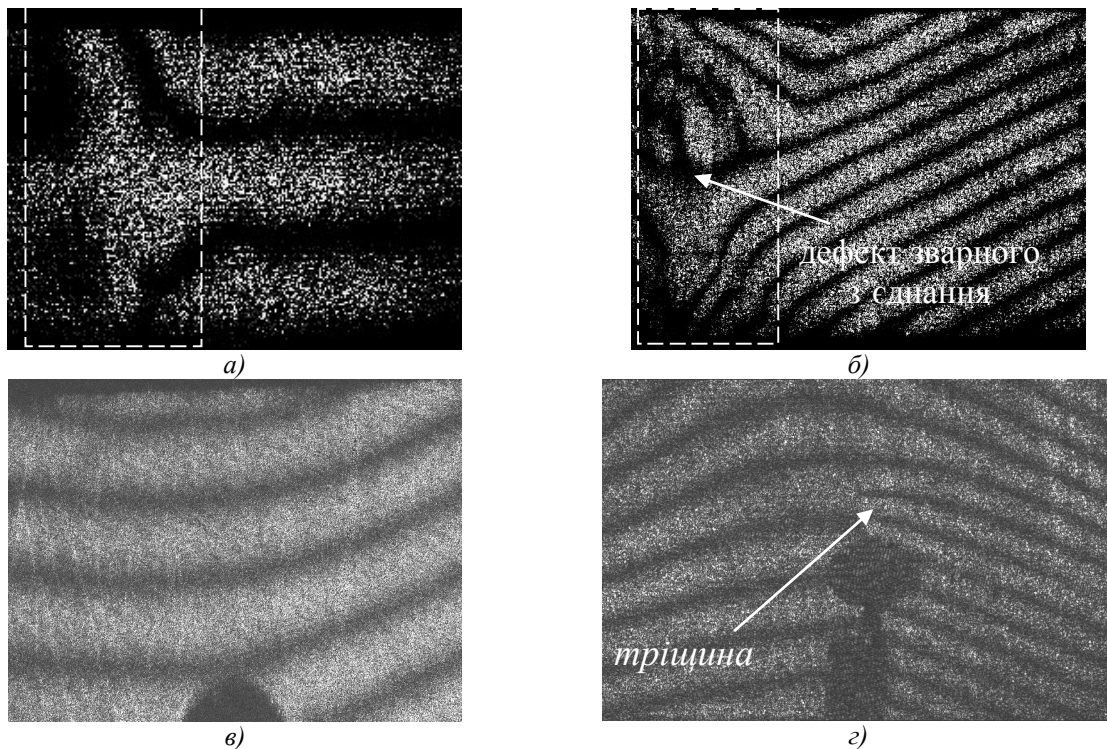 дефект зварного
з’єднання
а)
б)
тріщина
в)
г)